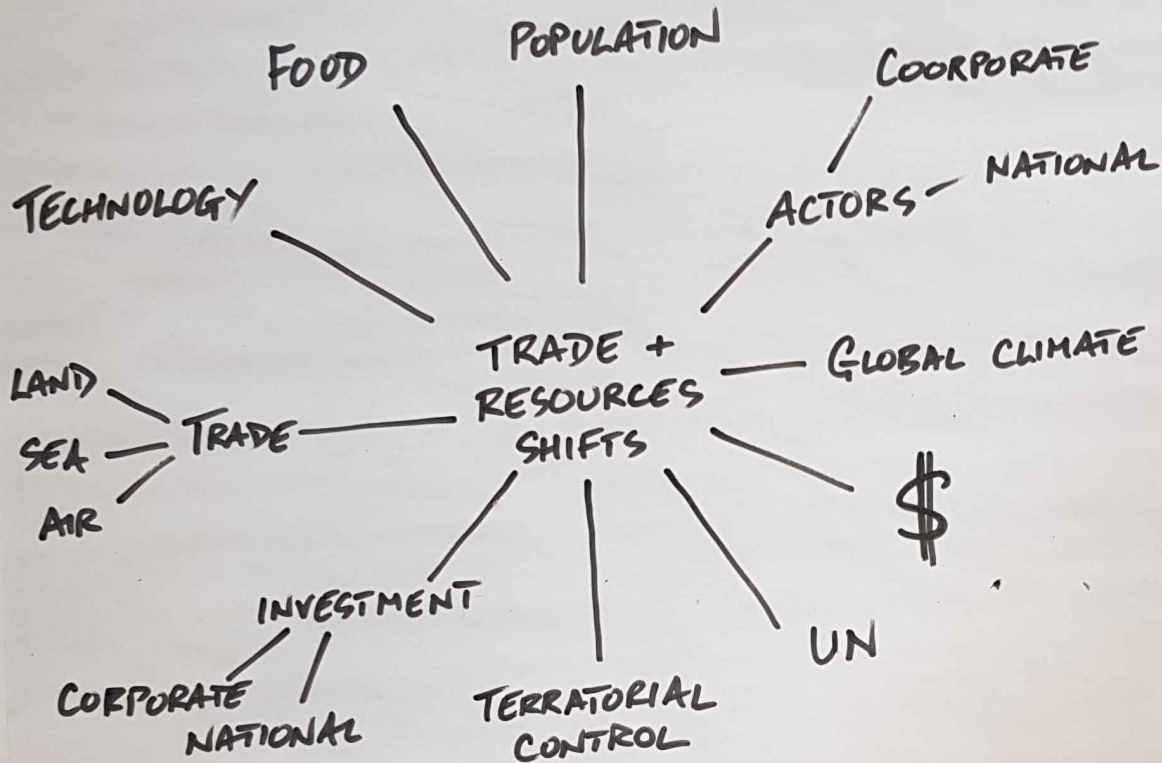 POPULATION
FOOD
COORPORATE
NATIONAL
ACTORS
TECHNOLOGY
TRADE +
RESOURCES
SHIFTS
GLOBAL CLIMATE
LAND
SEA
AIR
TRADE
$
INVESTMENT
CORPORATE
NATIONAL
TERRATORIAL
CONTROL
UN